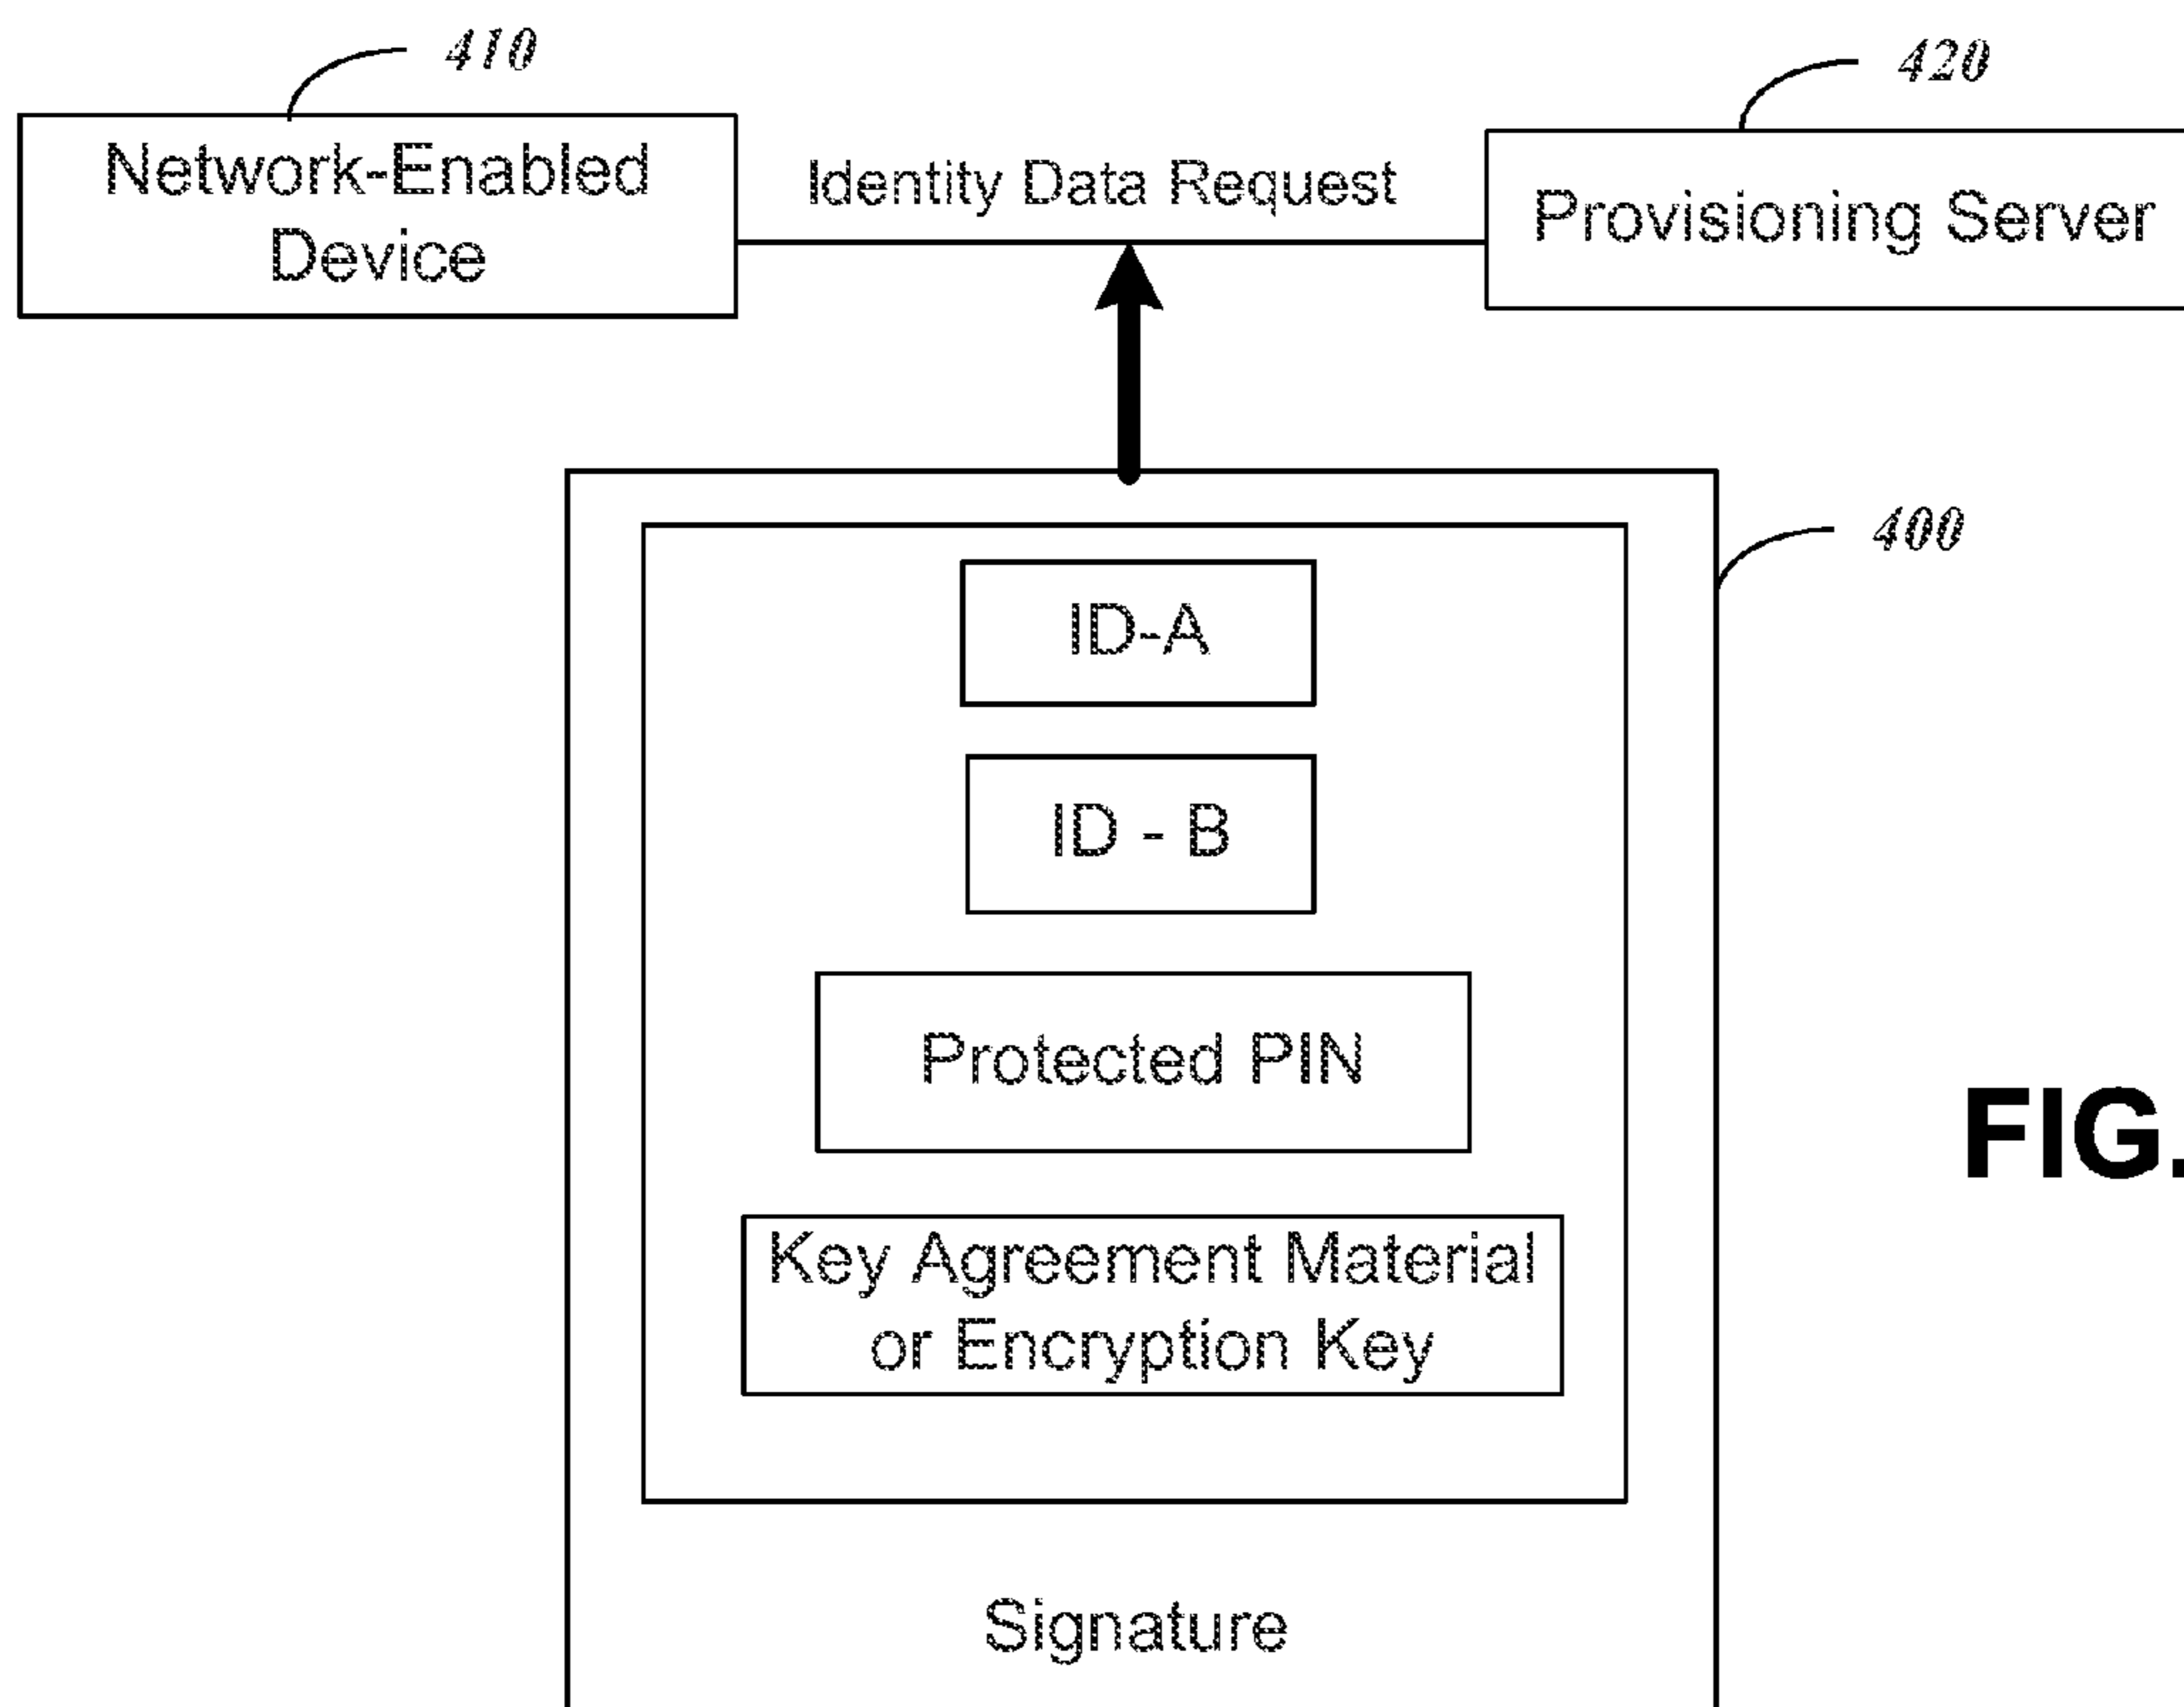 410
420
Network-Enabled
Device
Identity Data Request
Provisioning Server
400
ID-A
ID - B
Protected PIN
FIG.
Key Agreement Material
or Encryption Key
Signature